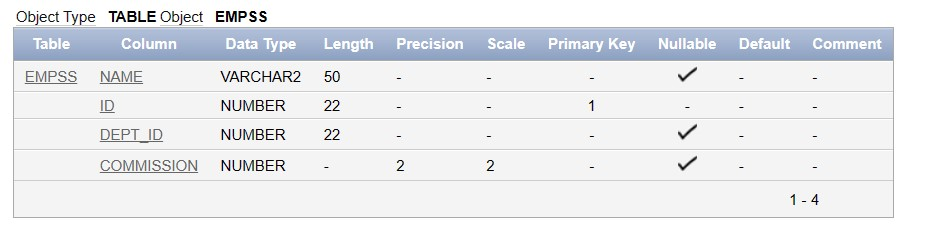 Object Type TABLE Object EMPSS
Table Column Data Type Length Precision Scale Primary Key Nullable Default Comment
EMPSS NAME VARCHAR2 50 - - - ✓ - -
ID NUMBER 22 - - 1 - - -
DEPT_ID NUMBER 22 - - - ✓ - -
COMMISSION NUMBER - 2 2 - ✓ - -
1 - 4